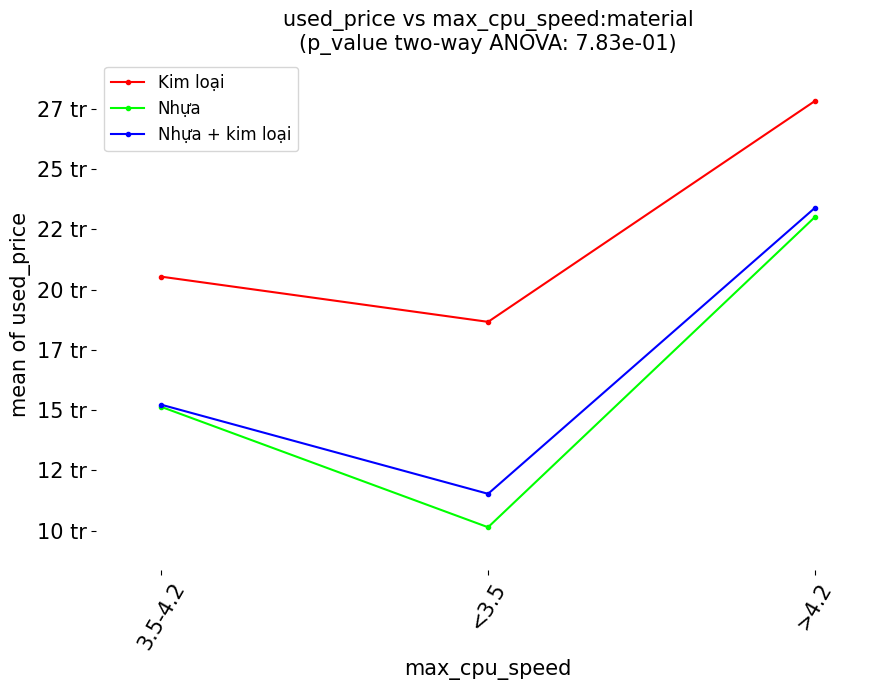 used_price vs max_cpu_speed:material
(p_value two-way ANOVA: 7.83e-01)
Kim loại
Nhựa
Nhựa + kim loại
27 tr
25 tr
22 tr
20 tr
17 tr
15 tr
12 tr
10 tr
mean of used_price
3.5-4.2
<3.5
>4.2
max_cpu_speed